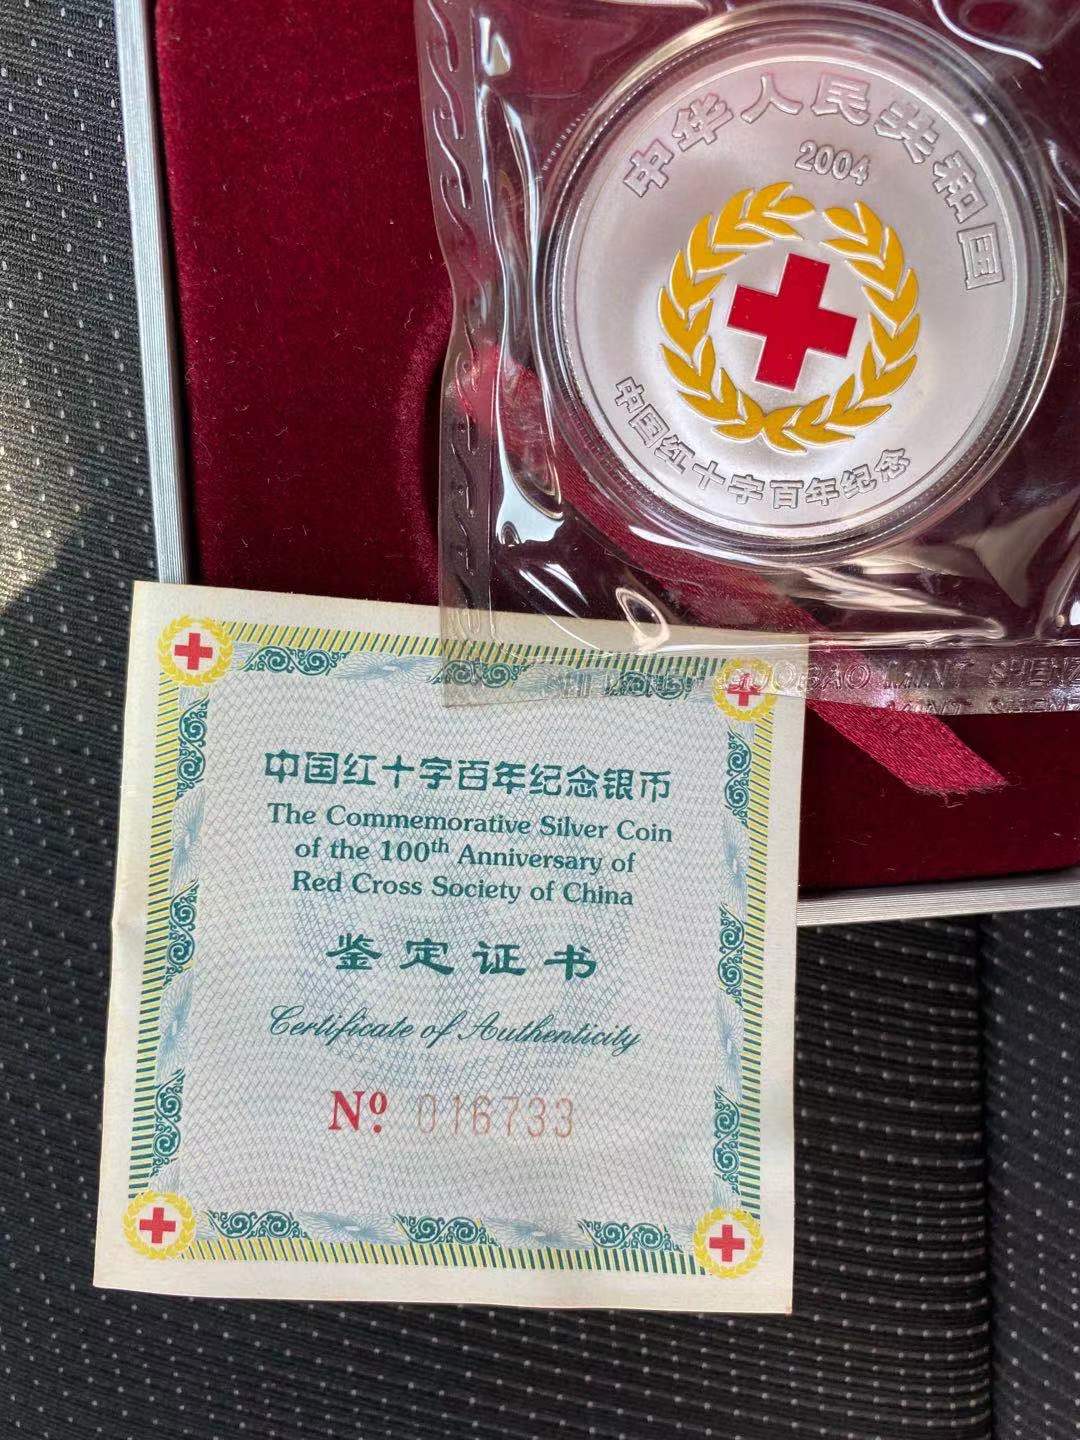 中华人民共和国
2004
中国红十字百年纪念
GUOBAO MINT SHENZ
MINT SHENZ
中国红十字百年纪念银币
The Commemorative Silver Coin
of the 100th Anniversary of
Red Cross Society of China
鉴定证书
Certificate of Authenticity
Nº. 016733